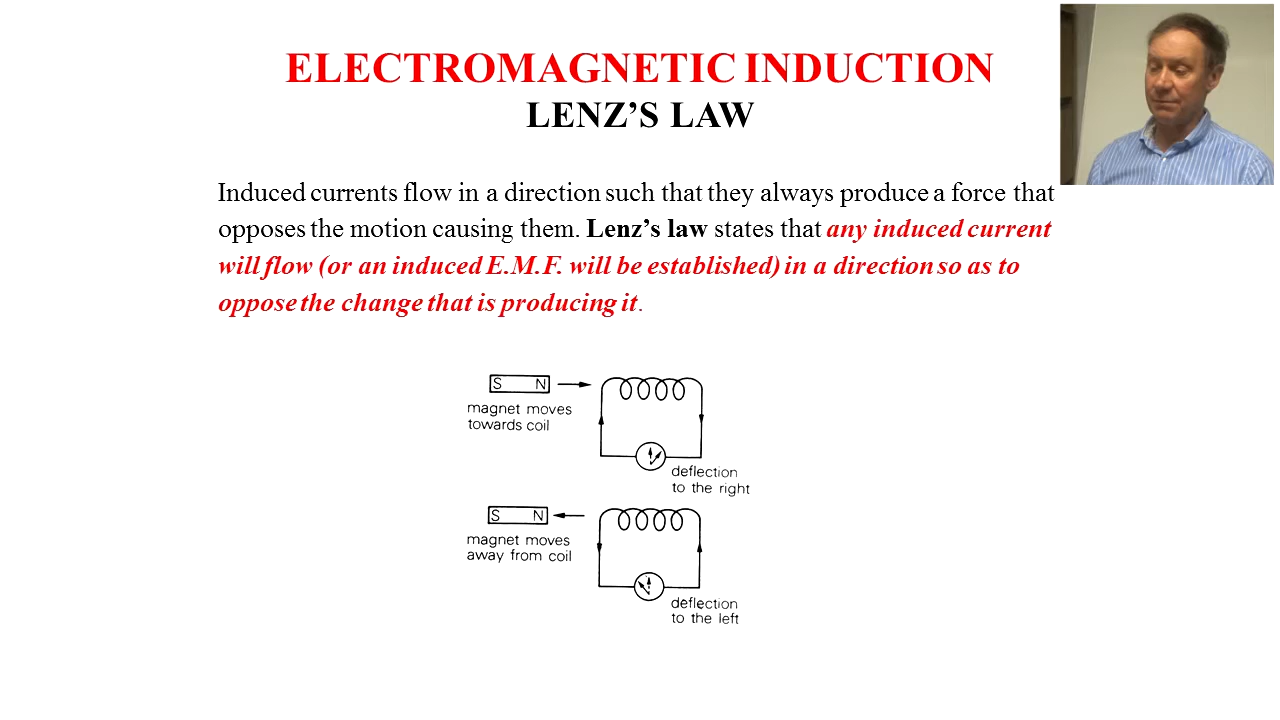 ELECTROMAGNETIC INDUCTION
LENZ’S LAW
Induced currents flow in a direction such that they always produce a force that
opposes the motion causing them. Lenz’s law states that any induced current
will flow (or an induced E.M.F. will be established) in a direction so as to
oppose the change that is producing it.
S N
magnet moves
towards coil
deflection
to the right
S N
magnet moves
away from coil
deflection
to the left